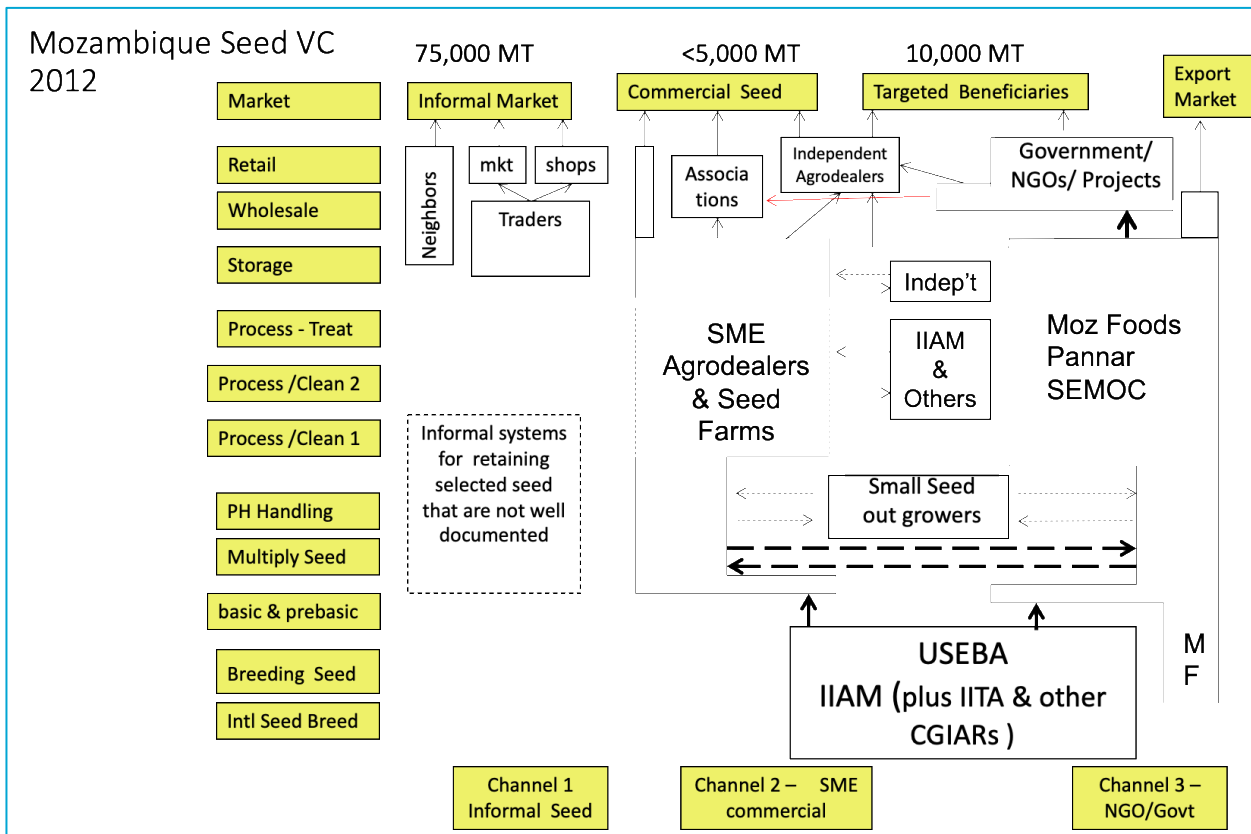 Mozambique Seed VC
2012
75,000 MT
<5,000 MT
10,000 MT
Market
Informal Market
Commercial Seed
Targeted Beneficiaries
Export
Market
Retail
Wholesale
Storage
Process - Treat
Process /Clean 2
Process /Clean 1
PH Handling
Multiply Seed
basic & prebasic
Breeding Seed
Intl Seed Breed
Neighbors
mkt
shops
Traders
Informal systems
for retaining
selected seed
that are not well
documented
Associa
tions
Independent
Agrodealers
Government/
NGOs/ Projects
SME
Agrodealers
& Seed
Farms
Indep't
IIAM
&
Others
Moz Foods
Pannar
SEMOC
Small Seed
out growers
USEBA
IIAM (plus IITA & other
CGIARs )
M
F
Channel 1
Informal Seed
Channel 2 – SME
commercial
Channel 3 –
NGO/Govt